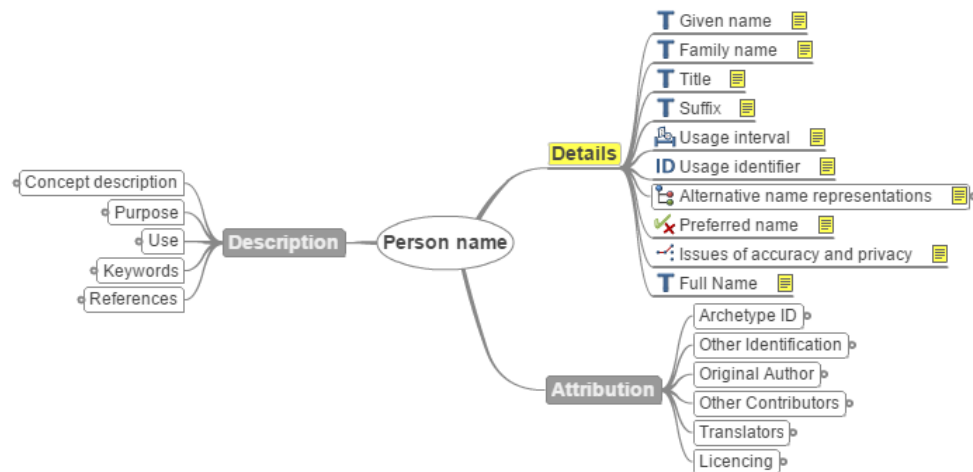 Person name
Details
T Given name
T Family name
T Title
T Suffix
Usage interval
ID Usage identifier
Alternative name representations
Preferred name
Issues of accuracy and privacy
T Full Name
Description
Concept description
Purpose
Use
Keywords
References
Attribution
Archetype ID
Other Identification
Original Author
Other Contributors
Translators
Licencing